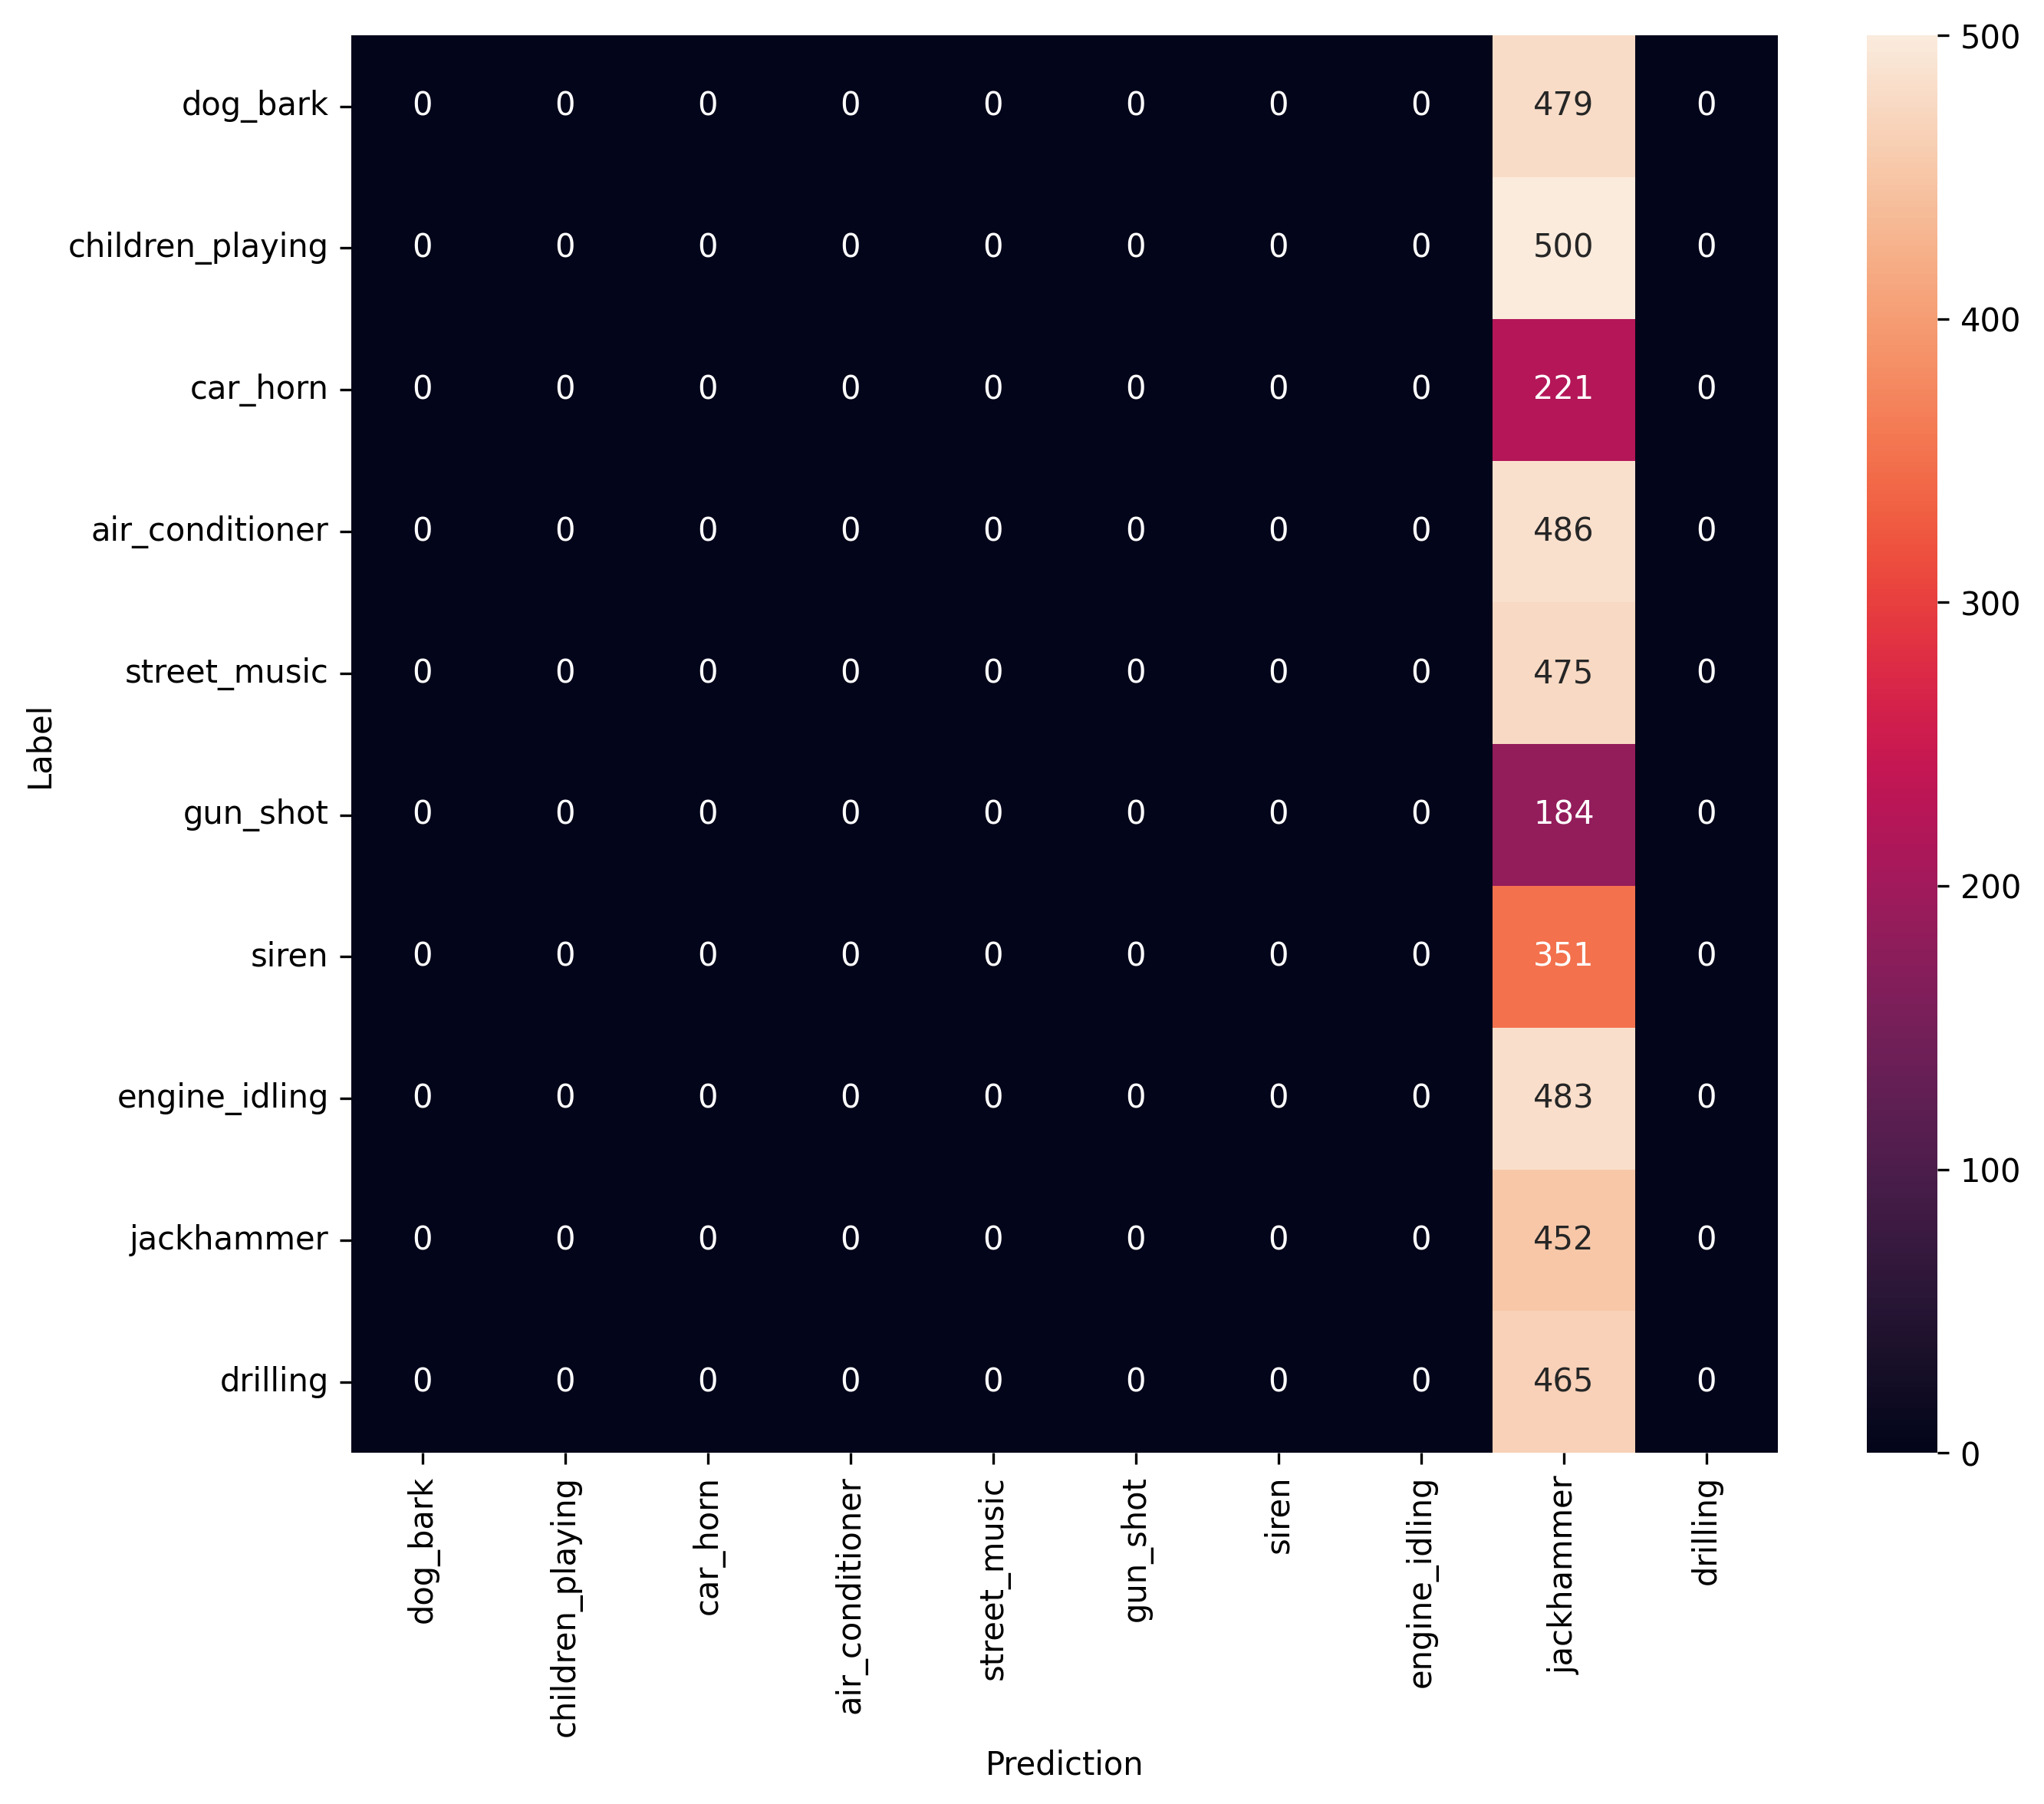 dog_bark 0 0 0 0 0 0 0 0 479 0
children_playing 0 0 0 0 0 0 0 0 500 0
car_horn 0 0 0 0 0 0 0 0 221 0
air_conditioner 0 0 0 0 0 0 0 0 486 0
street_music 0 0 0 0 0 0 0 0 475 0
gun_shot 0 0 0 0 0 0 0 0 184 0
siren 0 0 0 0 0 0 0 0 351 0
engine_idling 0 0 0 0 0 0 0 0 483 0
jackhammer 0 0 0 0 0 0 0 0 452 0
drilling 0 0 0 0 0 0 0 0 465 0
Label
dog_bark
children_playing
car_horn
air_conditioner
street_music
gun_shot
siren
engine_idling
jackhammer
drilling
Prediction
500
400
300
200
100
0